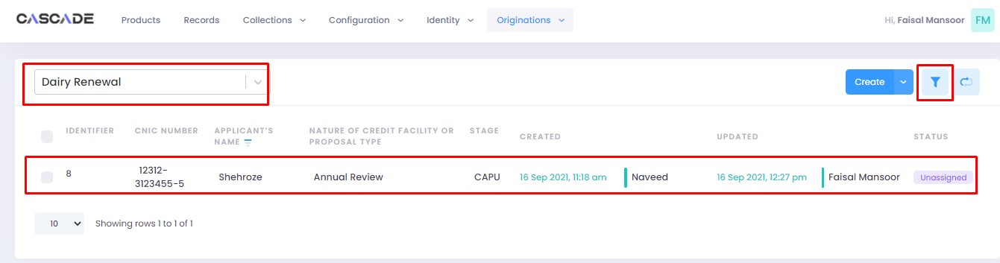 CASCADE Products Records Collections Configuration Identity Originations Hi, Faisal Mansoor FM
Dairy Renewal Create
IDENTIFIER CNIC NUMBER APPLICANT'S NATURE OF CREDIT FACILITY OR STAGE CREATED UPDATED STATUS
NAME PROPOSAL TYPE
8 12312- Shehroze Annual Review CAPU 16 Sep 2021, 11:18 am Naveed 16 Sep 2021, 12:27 pm Faisal Mansoor Unassigned
3123455-5
10 Showing rows 1 to 1 of 1